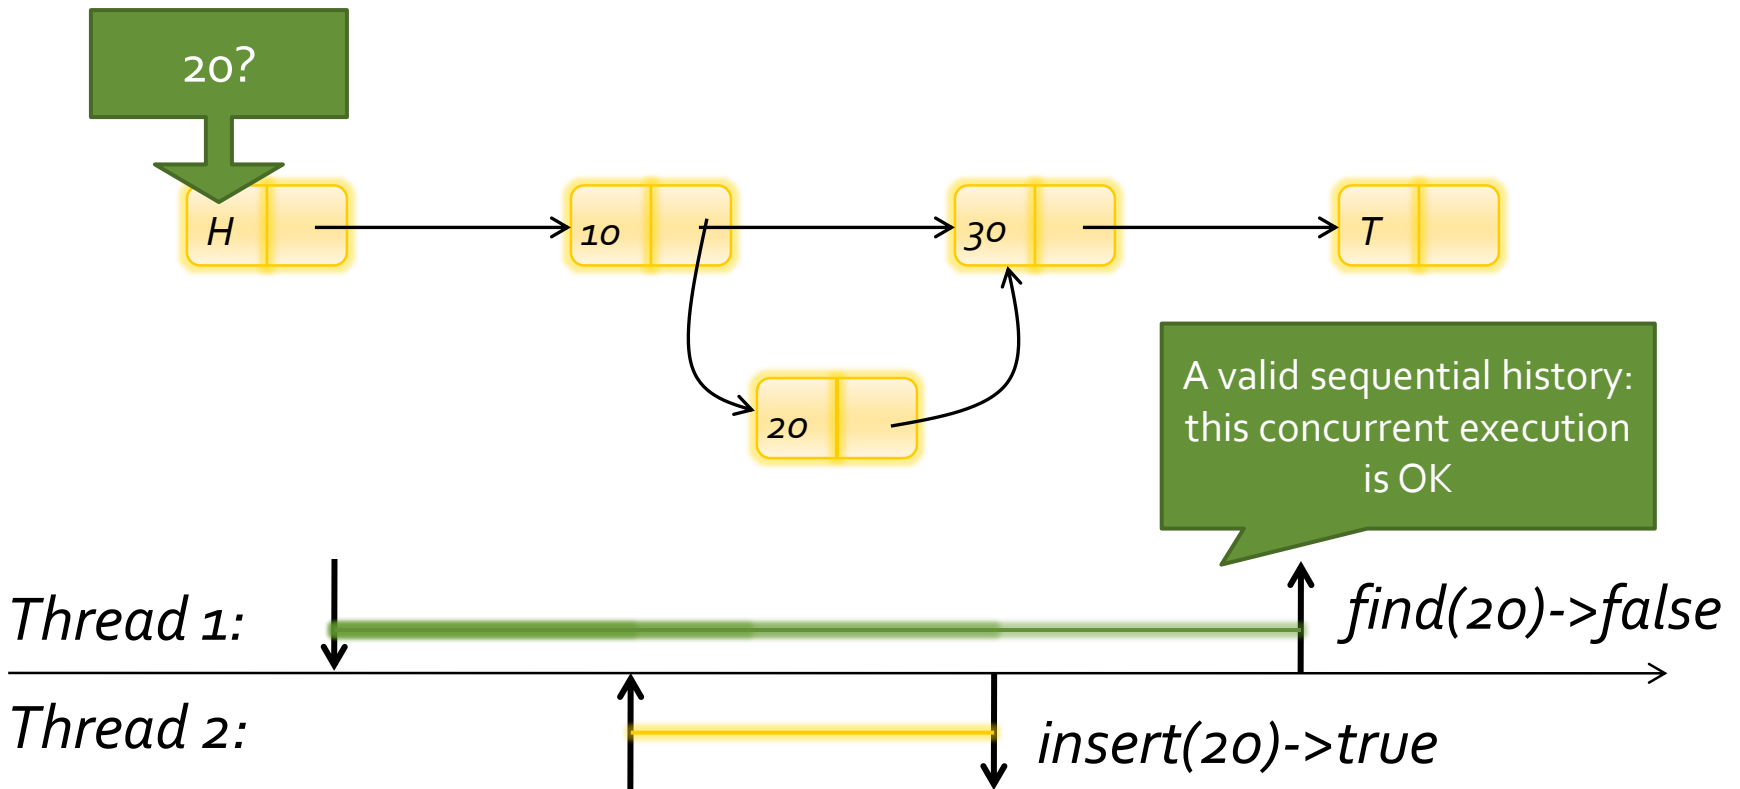 20?
H
10
30
T
20
A valid sequential history:
this concurrent execution
is OK
Thread 1:
find(20)->false
Thread 2:
insert(20)->true